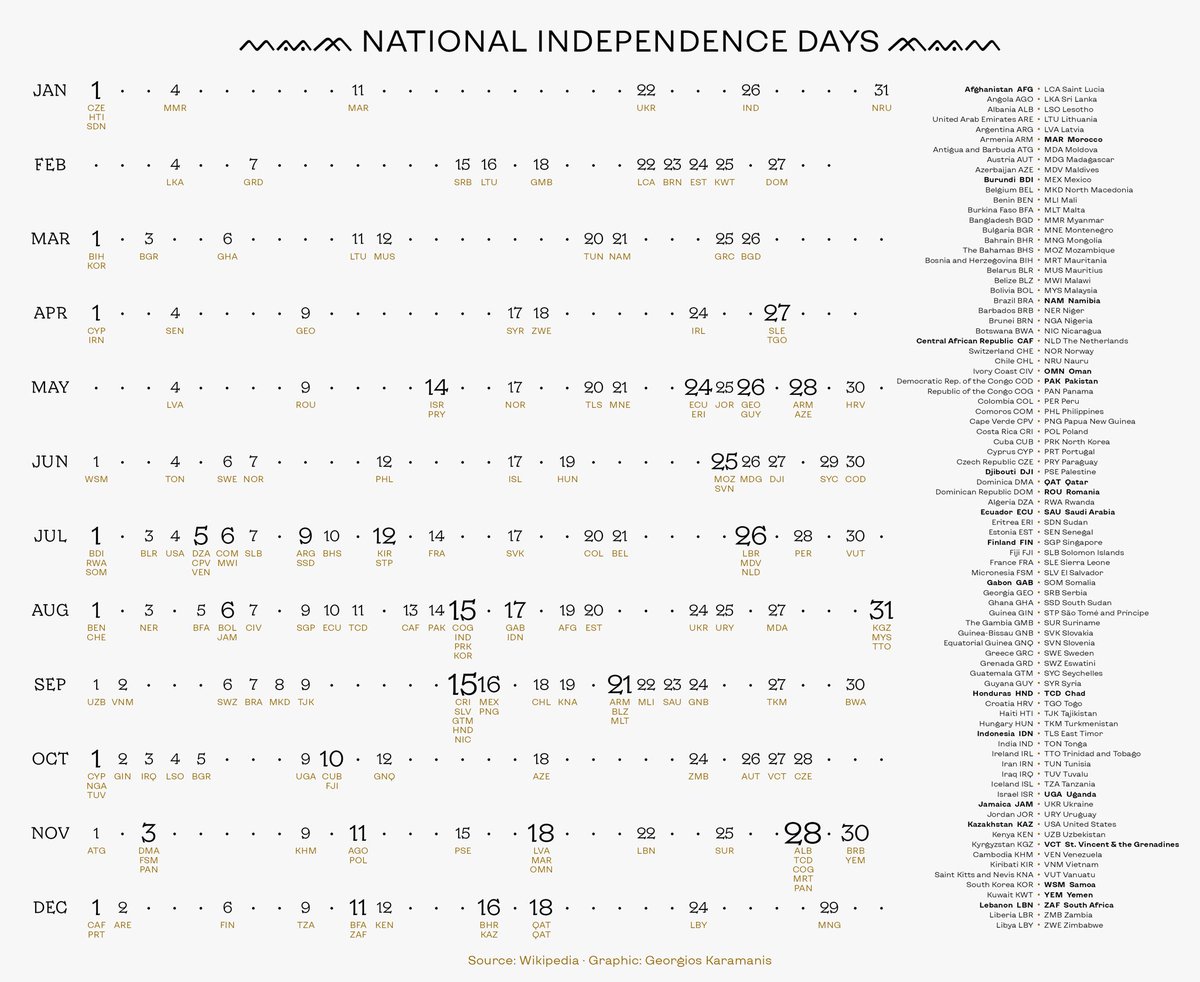 NATIONAL INDEPENDENCE DAYS
JAN 1 4 11 22 26 31
CZE MMR MAR UKR IND NRU
HTI
SDN
FEB 4 7 15 16 18 22 23 24 25 27
LKA GRD SRB LTU GMB LCA BRN EST KWT DOM
MAR 1 3 6 11 12 20 21 25 26
BIH BGR GHA LTU MUS TUN NAM GRC BGD
KOR
APR 1 4 9 17 18 24 27
CYP SEN GEO SYR ZWE IRL SLE
IRN TGO
MAY 4 9 14 17 20 21 24 25 26 28 30
LVA ROU ISR NOR TLS MNE ECU JOR GEO ARM HRV
PRY ERI GUY AZE
JUN 1 4 6 7 12 17 19 25 26 27 29 30
WSM TON SWE NOR PHL ISL HUN MOZ MDG DJI SYC COD
SVN
JUL 1 3 4 5 6 7 9 10 12 14 17 20 21 26 28 30
BDI BLR USA DZA COM SLB ARG BHS KIR FRA SVK COL BEL LBR PER VUT
RWA CPV MWI SSD STP MDV
SOM VEN NLD
AUG 1 3 5 6 7 9 10 11 13 14 15 17 19 20 24 25 27 31
BEN NER BFA BOL CIV SGP ECU TCD CAF PAK COG GAB AFG EST UKR URY MDA KGZ
CHE JAM IND IDN MYS
PRK TTO
KOR
SEP 1 2 6 7 8 9 15 16 18 19 21 22 23 24 27 30
UZB VNM SWZ BRA MKD TJK CRI MEX CHL KNA ARM MLI SAU GNB TKM BWA
SLV PNG BLZ
GTM MLT
HND
NIC
OCT 1 2 3 4 5 9 10 12 18 24 26 27 28
CYP GIN IRQ LSO BGR UGA CUB GNQ AZE ZMB AUT VCT CZE
NGA FJI
TUV
NOV 1 3 9 11 15 18 22 25 28 30
ATG DMA KHM AGO PSE LVA LBN SUR ALB BRB
FSM POL MAR TCD YEM
PAN OMN COG
MRT
PAN
DEC 1 2 6 9 11 12 16 18 24 29
CAF ARE FIN TZA BFA KEN BHR QAT LBY MNG
PRT ZAF KAZ QAT
Afghanistan AFG • LCA Saint Lucia
Angola AGO • LKA Sri Lanka
Albania ALB • LSO Lesotho
United Arab Emirates ARE • LTU Lithuania
Argentina ARG • LVA Latvia
Armenia ARM • MAR Morocco
Antigua and Barbuda ATG • MDA Moldova
Austria AUT • MDG Madagascar
Azerbaijan AZE • MDV Maldives
Burundi BDI • MEX Mexico
Belgium BEL • MKD North Macedonia
Benin BEN • MLI Mali
Burkina Faso BFA • MLT Malta
Bangladesh BGD • MMR Myanmar
Bulgaria BGR • MNE Montenegro
Bahrain BHR • MNG Mongolia
The Bahamas BHS • MOZ Mozambique
Bosnia and Herzegovina BIH • MRT Mauritania
Belarus BLR • MUS Mauritius
Belize BLZ • MWI Malawi
Bolivia BOL • MYS Malaysia
Brazil BRA • NAM Namibia
Barbados BRB • NER Niger
Brunei BRN • NGA Nigeria
Botswana BWA • NIC Nicaragua
Central African Republic CAF • NLD The Netherlands
Switzerland CHE • NOR Norway
Chile CHL • NRU Nauru
Ivory Coast CIV • OMN Oman
Democratic Rep. of the Congo COD • PAK Pakistan
Republic of the Congo COG • PAN Panama
Colombia COL • PER Peru
Comoros COM • PHL Philippines
Cape Verde CPV • PNG Papua New Guinea
Costa Rica CRI • POL Poland
Cuba CUB • PRK North Korea
Cyprus CYP • PRT Portugal
Czech Republic CZE • PRY Paraguay
Djibouti DJI • PSE Palestine
Dominica DMA • QAT Qatar
Dominican Republic DOM • ROU Romania
Algeria DZA • RWA Rwanda
Ecuador ECU • SAU Saudi Arabia
Eritrea ERI • SDN Sudan
Estonia EST • SEN Senegal
Finland FIN • SGP Singapore
Fiji FJI • SLB Solomon Islands
France FRA • SLE Sierra Leone
Micronesia FSM • SLV El Salvador
Gabon GAB • SOM Somalia
Georgia GEO • SRB Serbia
Ghana GHA • SSD South Sudan
Guinea GIN • STP São Tomé and Príncipe
The Gambia GMB • SUR Suriname
Guinea-Bissau GNB • SVK Slovakia
Equatorial Guinea GNQ • SVN Slovenia
Greece GRC • SWE Sweden
Grenada GRD • SWZ Eswatini
Guatemala GTM • SYC Seychelles
Guyana GUY • SYR Syria
Honduras HND • TCD Chad
Croatia HRV • TGO Togo
Haiti HTI • TJK Tajikistan
Hungary HUN • TKM Turkmenistan
Indonesia IDN • TLS East Timor
India IND • TON Tonga
Ireland IRL • TTO Trinidad and Tobago
Iran IRN • TUN Tunisia
Iraq IRQ • TUV Tuvalu
Iceland ISL • TZA Tanzania
Israel ISR • UGA Uganda
Jamaica JAM • UKR Ukraine
Jordan JOR • URY Uruguay
Kazakhstan KAZ • USA United States
Kenya KEN • UZB Uzbekistan
Kyrgyzstan KGZ • VCT St. Vincent & the Grenadines
Cambodia KHM • VEN Venezuela
Kiribati KIR • VNM Vietnam
Saint Kitts and Nevis KNA • VUT Vanuatu
South Korea KOR • WSM Samoa
Kuwait KWT • YEM Yemen
Lebanon LBN • ZAF South Africa
Liberia LBR • ZMB Zambia
Libya LBY • ZWE Zimbabwe
Source: Wikipedia · Graphic: Georgios Karamanis